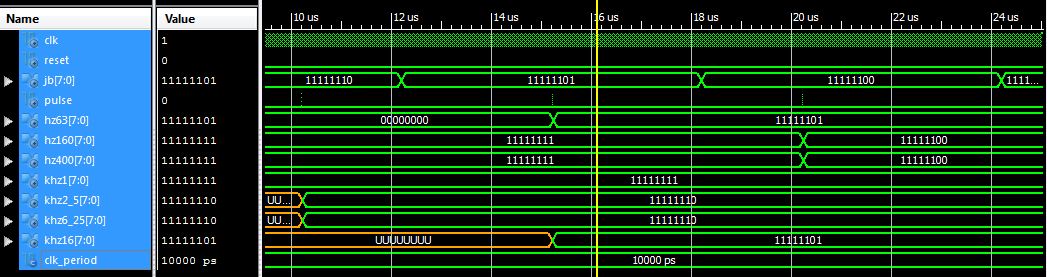 Name Value 10 us 12 us 14 us 16 us 18 us 20 us 22 us 24 us
clk 1
reset 0
jb[7:0] 11111101 11111110 11111101 11111100 1111...
pulse 0
hz63[7:0] 11111101 00000000 11111101
hz160[7:0] 11111111 11111111 11111100
hz400[7:0] 11111111 11111111 11111100
khz1[7:0] 11111111 11111111
khz2_5[7:0] 11111110 UU... 11111110
khz6_25[7:0] 11111110 UU... 11111110
khz16[7:0] 11111101 UUUUUUUU 11111101
clk_period 10000 ps 10000 ps